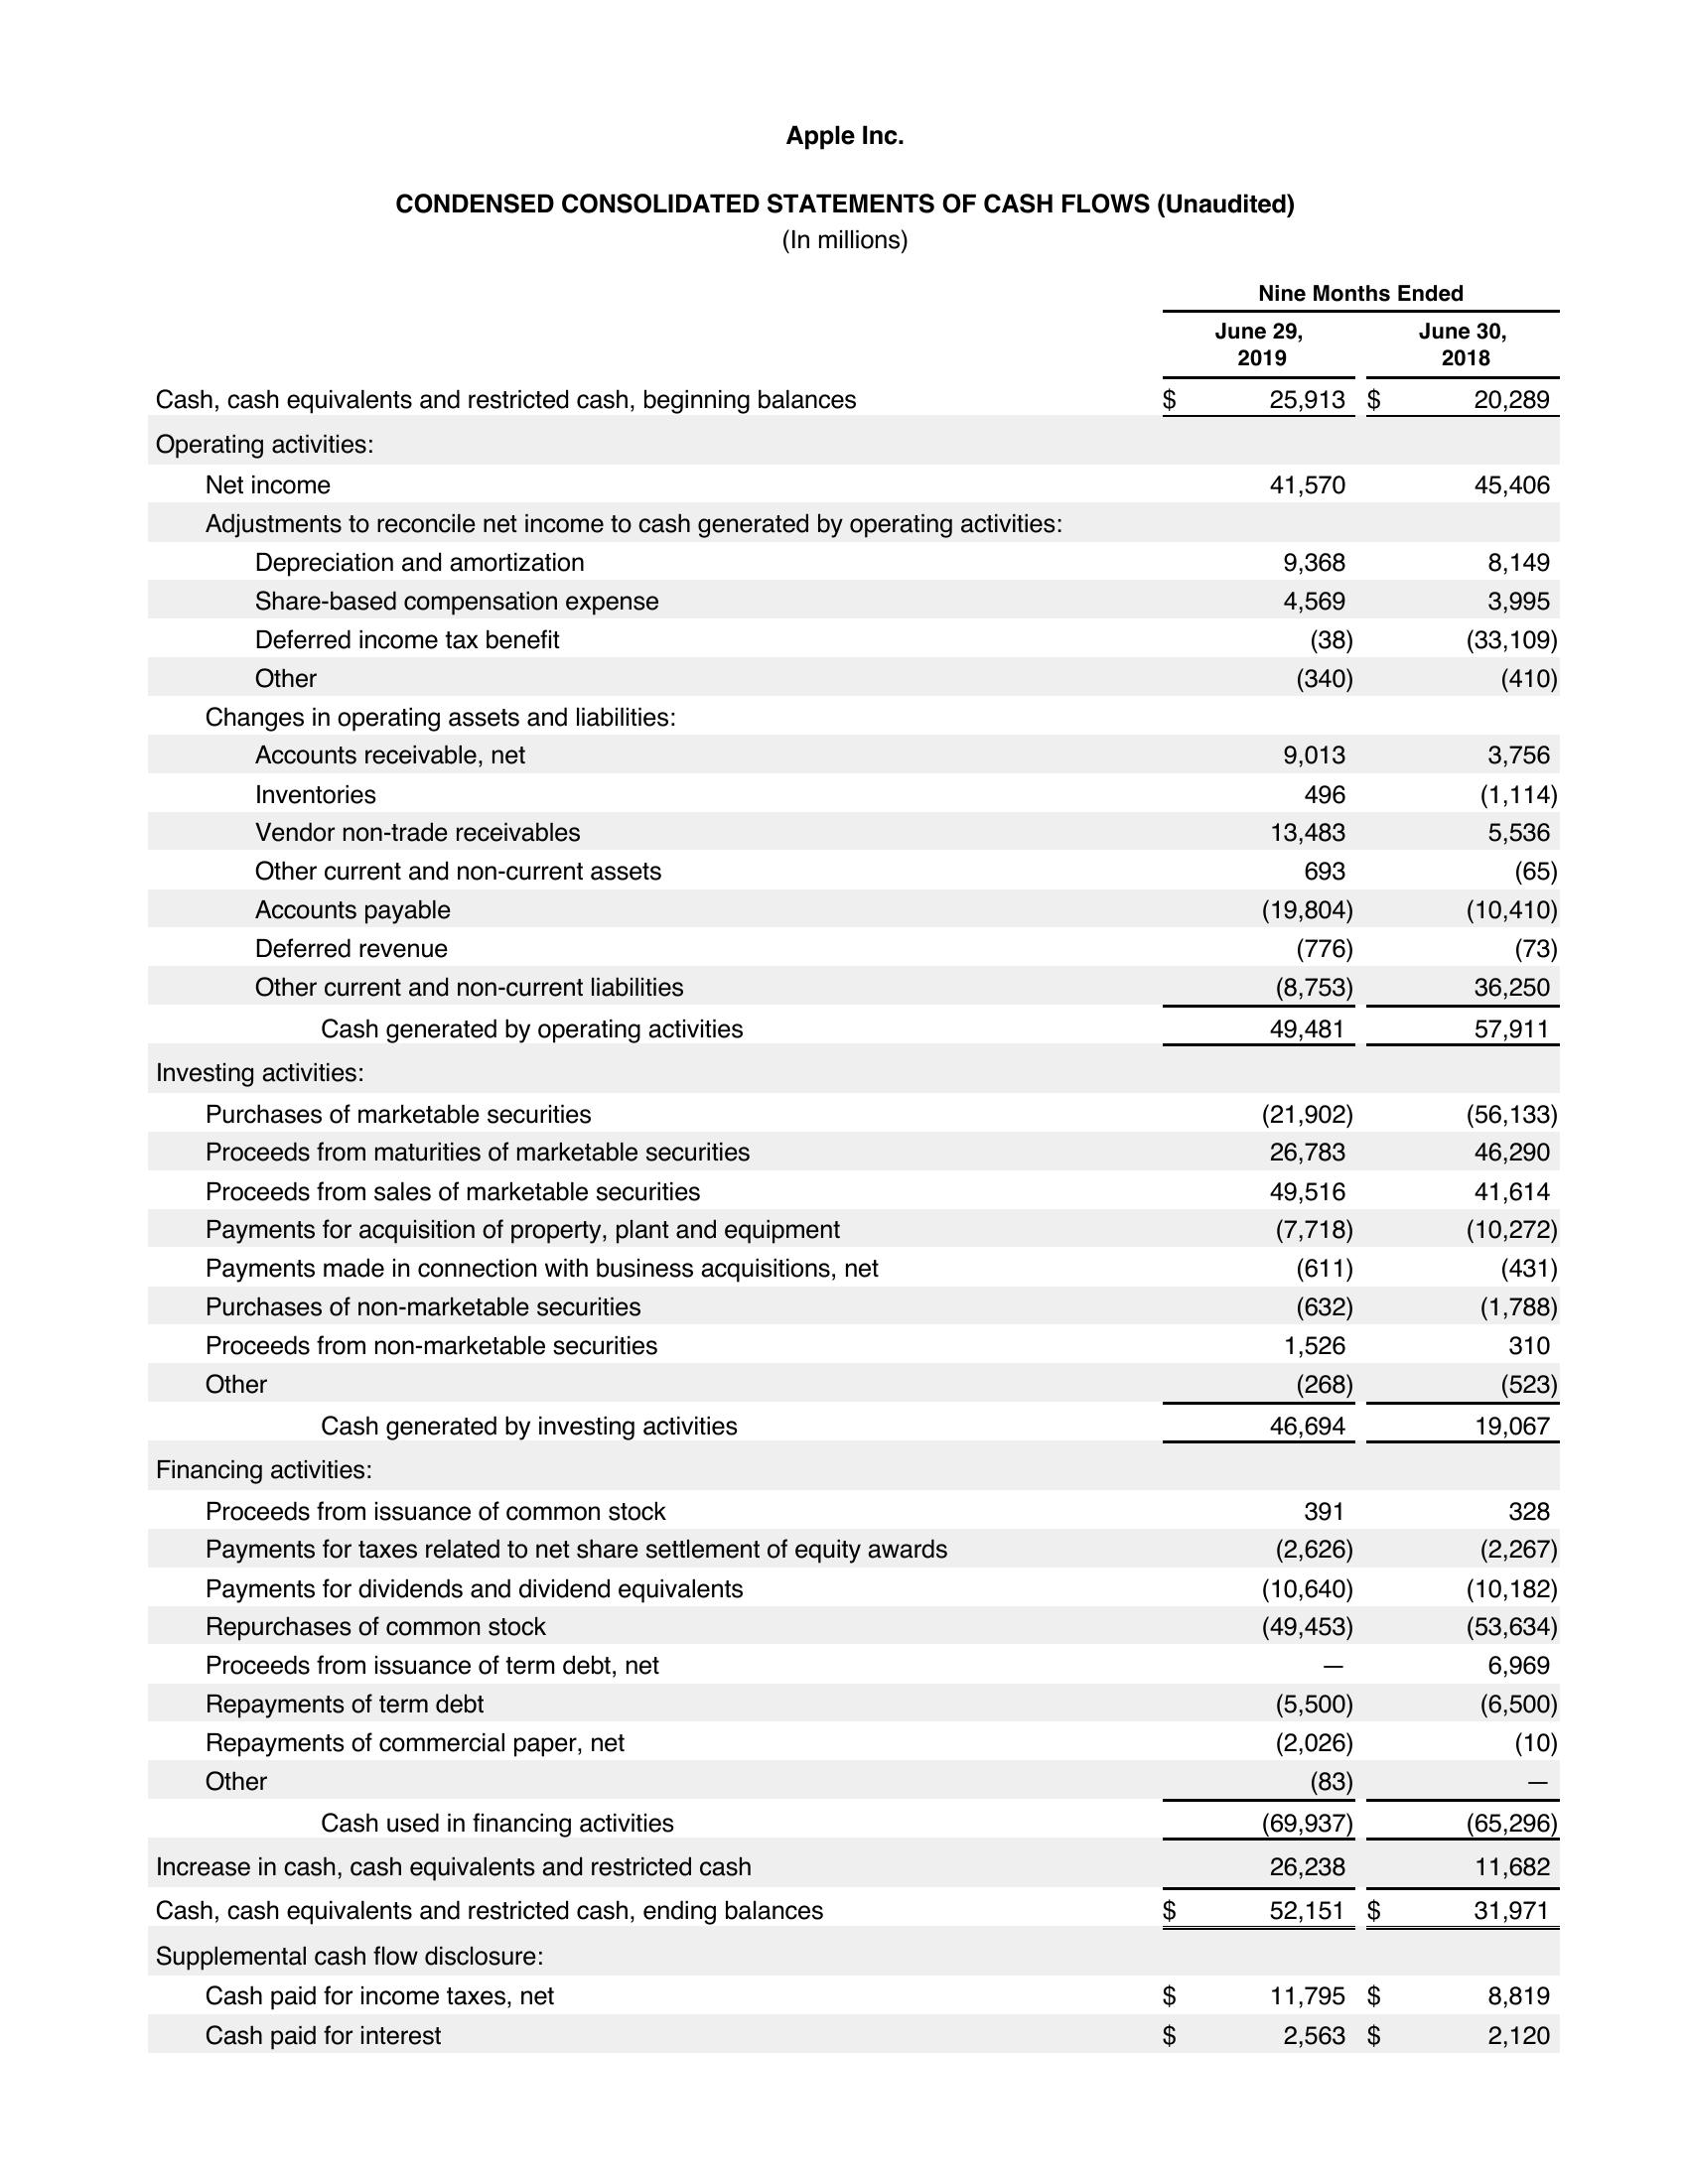 Apple Inc.
CONDENSED CONSOLIDATED STATEMENTS OF CASH FLOWS (Unaudited)
(In millions)
Nine Months Ended
June 29, 2019 June 30, 2018
Cash, cash equivalents and restricted cash, beginning balances $ 25,913 $ 20,289
Operating activities:
Net income 41,570 45,406
Adjustments to reconcile net income to cash generated by operating activities:
Depreciation and amortization 9,368 8,149
Share-based compensation expense 4,569 3,995
Deferred income tax benefit (38) (33,109)
Other (340) (410)
Changes in operating assets and liabilities:
Accounts receivable, net 9,013 3,756
Inventories 496 (1,114)
Vendor non-trade receivables 13,483 5,536
Other current and non-current assets 693 (65)
Accounts payable (19,804) (10,410)
Deferred revenue (776) (73)
Other current and non-current liabilities (8,753) 36,250
Cash generated by operating activities 49,481 57,911
Investing activities:
Purchases of marketable securities (21,902) (56,133)
Proceeds from maturities of marketable securities 26,783 46,290
Proceeds from sales of marketable securities 49,516 41,614
Payments for acquisition of property, plant and equipment (7,718) (10,272)
Payments made in connection with business acquisitions, net (611) (431)
Purchases of non-marketable securities (632) (1,788)
Proceeds from non-marketable securities 1,526 310
Other (268) (523)
Cash generated by investing activities 46,694 19,067
Financing activities:
Proceeds from issuance of common stock 391 328
Payments for taxes related to net share settlement of equity awards (2,626) (2,267)
Payments for dividends and dividend equivalents (10,640) (10,182)
Repurchases of common stock (49,453) (53,634)
Proceeds from issuance of term debt, net — 6,969
Repayments of term debt (5,500) (6,500)
Repayments of commercial paper, net (2,026) (10)
Other (83) —
Cash used in financing activities (69,937) (65,296)
Increase in cash, cash equivalents and restricted cash 26,238 11,682
Cash, cash equivalents and restricted cash, ending balances $ 52,151 $ 31,971
Supplemental cash flow disclosure:
Cash paid for income taxes, net $ 11,795 $ 8,819
Cash paid for interest $ 2,563 $ 2,120